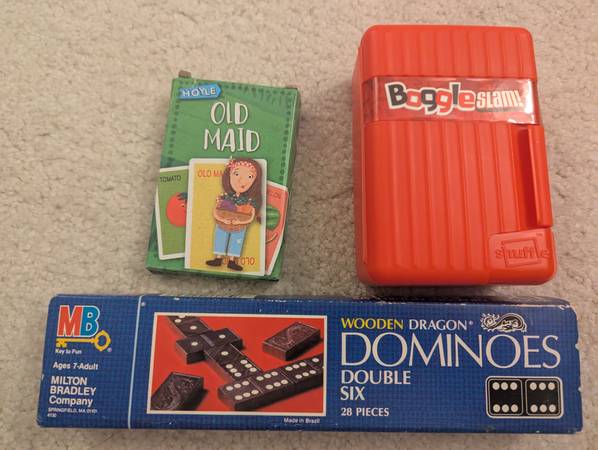 HOYLE
OLD
MAID
TOMATO
OLD MA
Boggle SLAM!
shuffle
MB
Key to Fun
Ages 7-Adult
MILTON
BRADLEY
Company
SPRINGFIELD, MA 01101
4130
Made in Brazil
WOODEN DRAGON®
DOMINOES
DOUBLE
SIX
28 PIECES